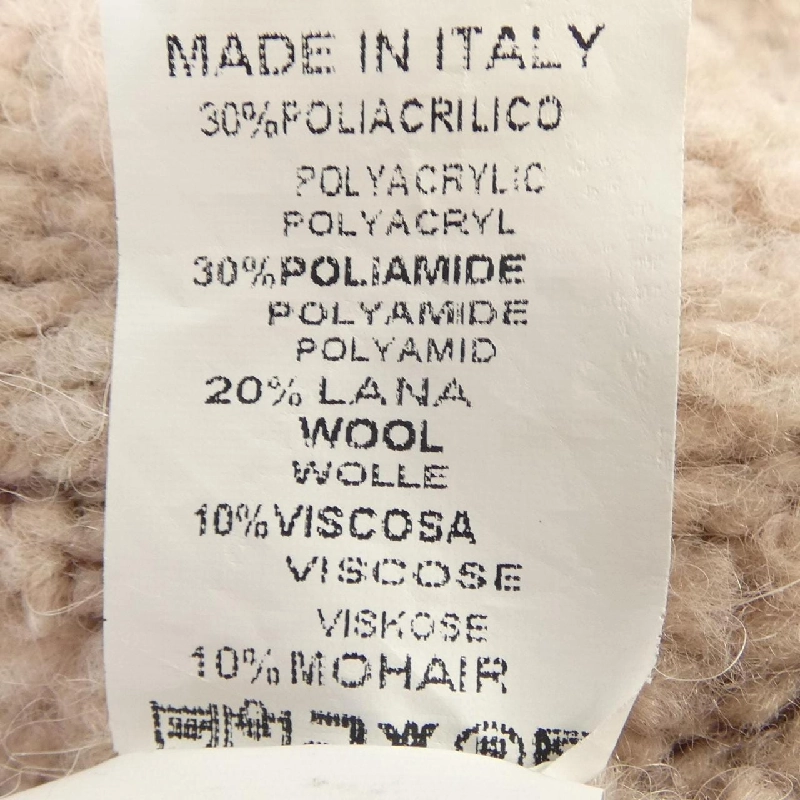 MADE IN ITALY
30%POLIACRILICO
POLYACRYLIC
POLYACRYL
30%POLIAMIDE
POLYAMIDE
POLYAMID
20% LANA
WOOL
WOLLE
10%VISCOSA
VISCOSE
VISKOSE
10%MOHAIR